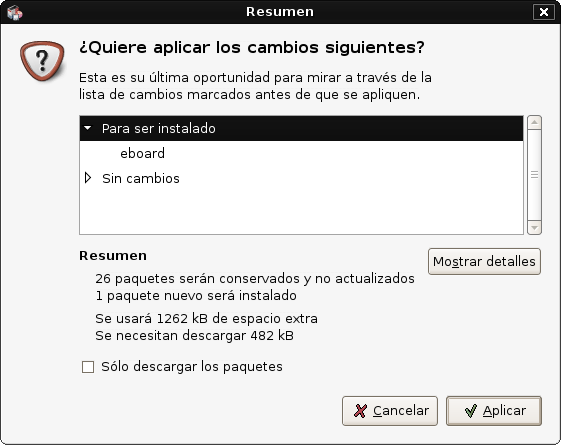 Resumen
¿Quiere aplicar los cambios siguientes?
Esta es su última oportunidad para mirar a través de la
lista de cambios marcados antes de que se apliquen.
Para ser instalado
eboard
Sin cambios
Resumen
Mostrar detalles
26 paquetes serán conservados y no actualizados
1 paquete nuevo será instalado
Se usará 1262 kB de espacio extra
Se necesitan descargar 482 kB
Sólo descargar los paquetes
Cancelar
Aplicar